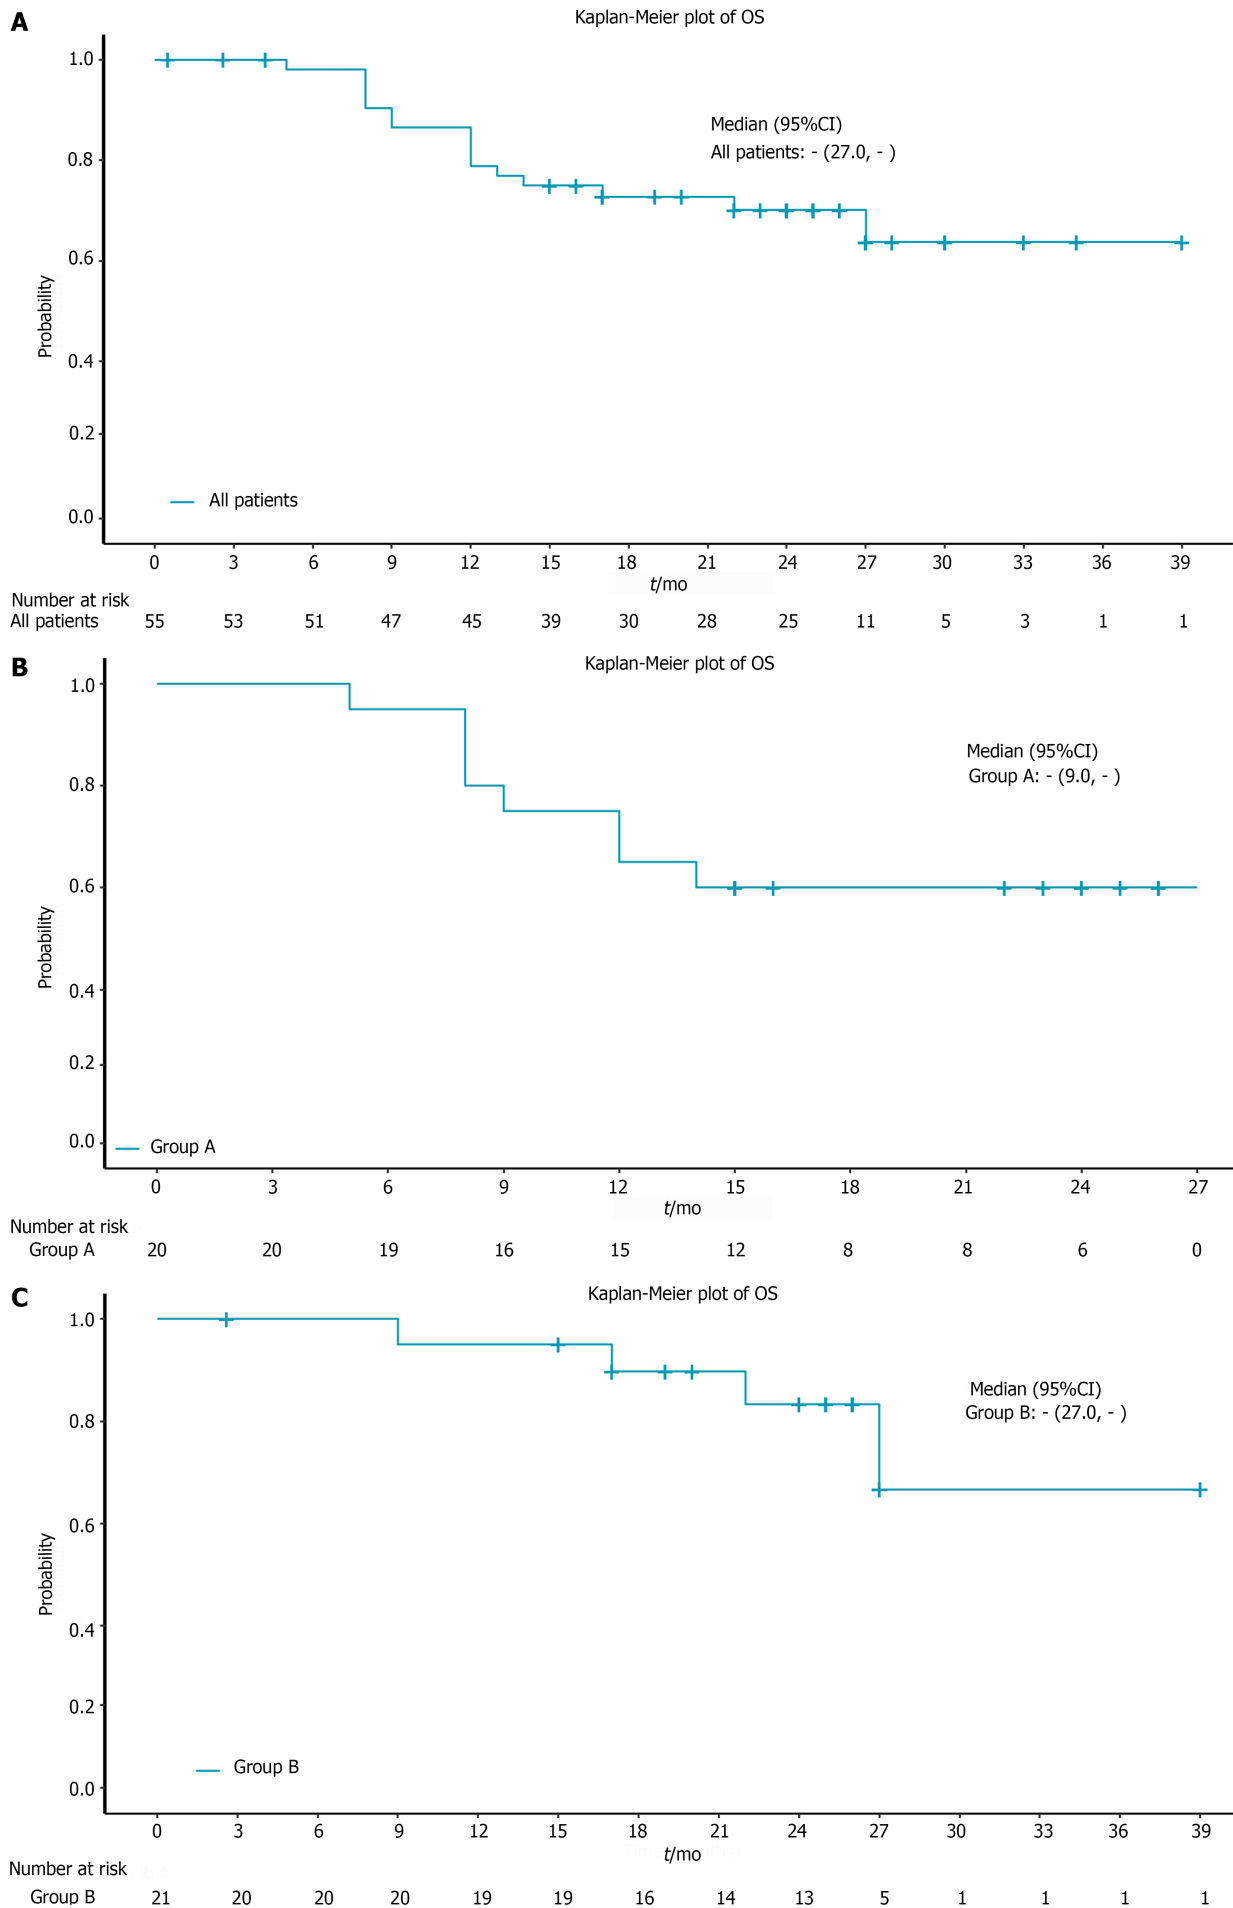 A
Kaplan-Meier plot of OS
1.0
0.8
0.6
0.4
0.2
0.0
Probability
Median (95%CI)
All patients: - (27.0, - )
All patients
0 3 6 9 12 15 18 21 24 27 30 33 36 39
t/mo
Number at risk
All patients 55 53 51 47 45 39 30 28 25 11 5 3 1 1
B
Kaplan-Meier plot of OS
1.0
0.8
0.6
0.4
0.2
0.0
Probability
Median (95%CI)
Group A: - (9.0, - )
Group A
0 3 6 9 12 15 18 21 24 27
t/mo
Number at risk
Group A 20 20 19 16 15 12 8 8 6 0
C
Kaplan-Meier plot of OS
1.0
0.8
0.6
0.4
0.2
0.0
Probability
Median (95%CI)
Group B: - (27.0, - )
Group B
0 3 6 9 12 15 18 21 24 27 30 33 36 39
t/mo
Number at risk
Group B 21 20 20 20 19 19 16 14 13 5 1 1 1 1